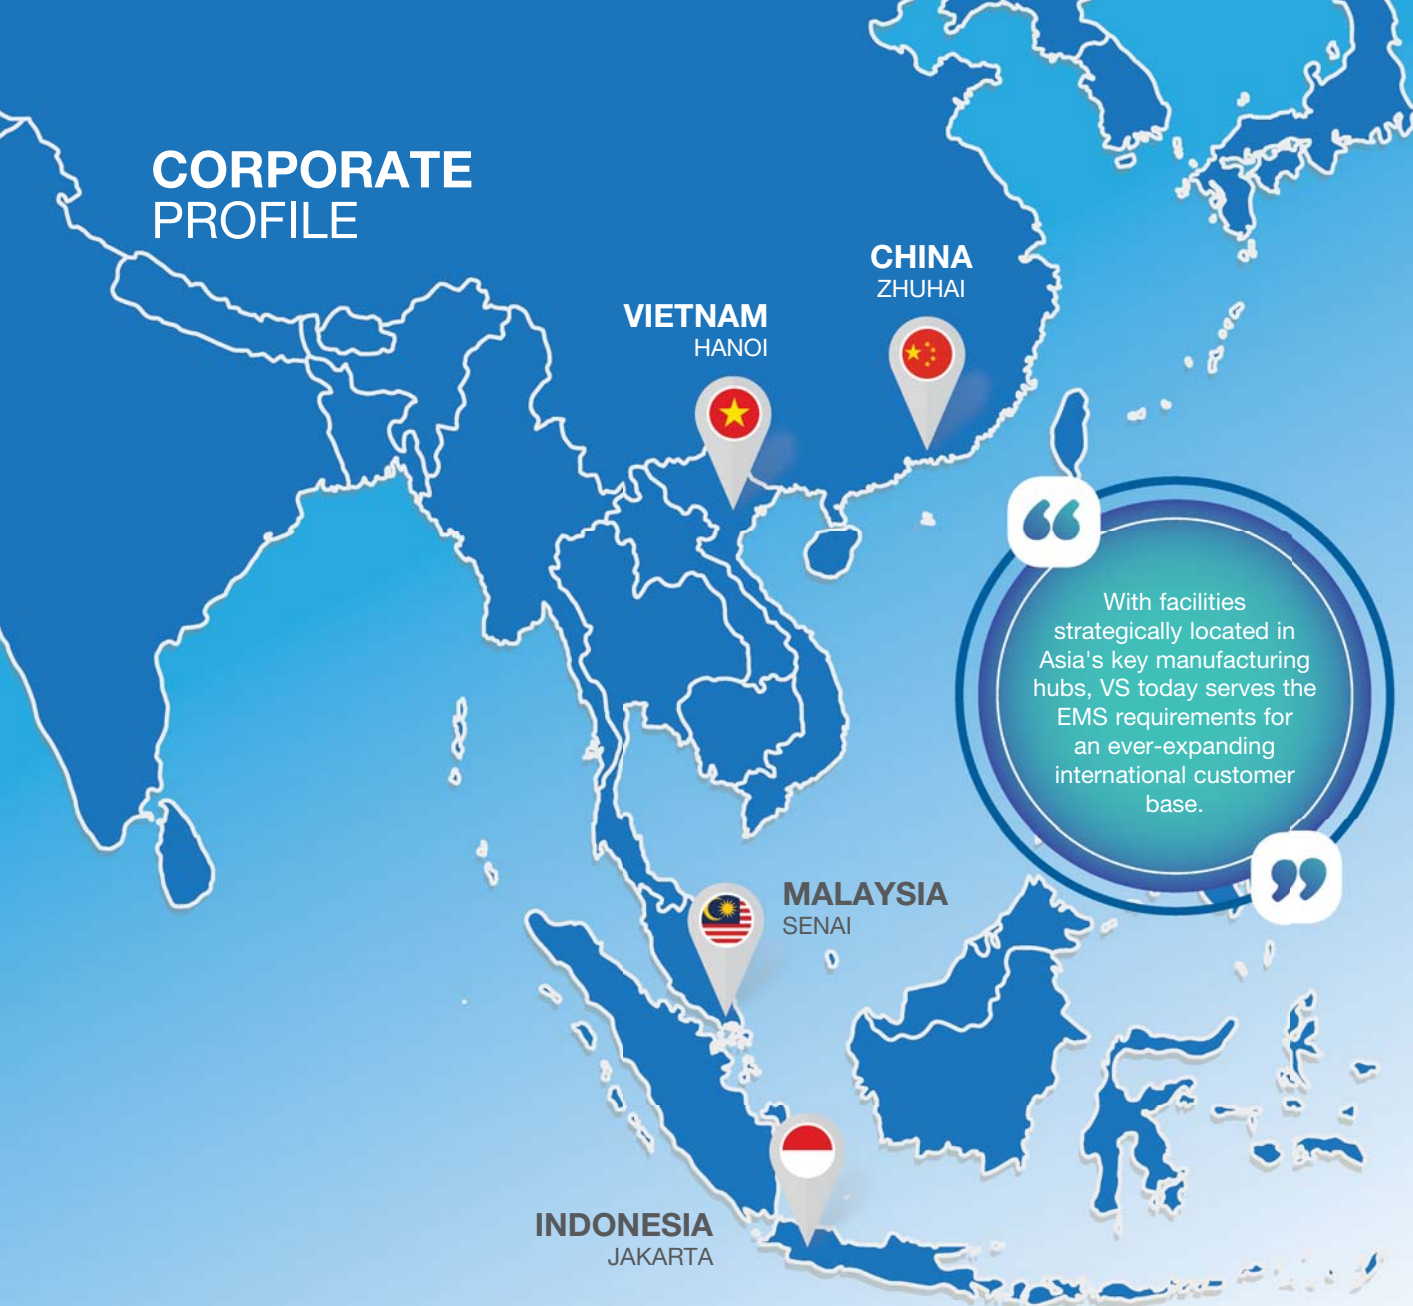 CORPORATE
PROFILE
CHINA
ZHUHAI
VIETNAM
HANOI
With facilities
strategically located in
Asia's key manufacturing
hubs, VS today serves the
EMS requirements for
an ever-expanding
international customer
base.
MALAYSIA
SENAI
INDONESIA
JAKARTA